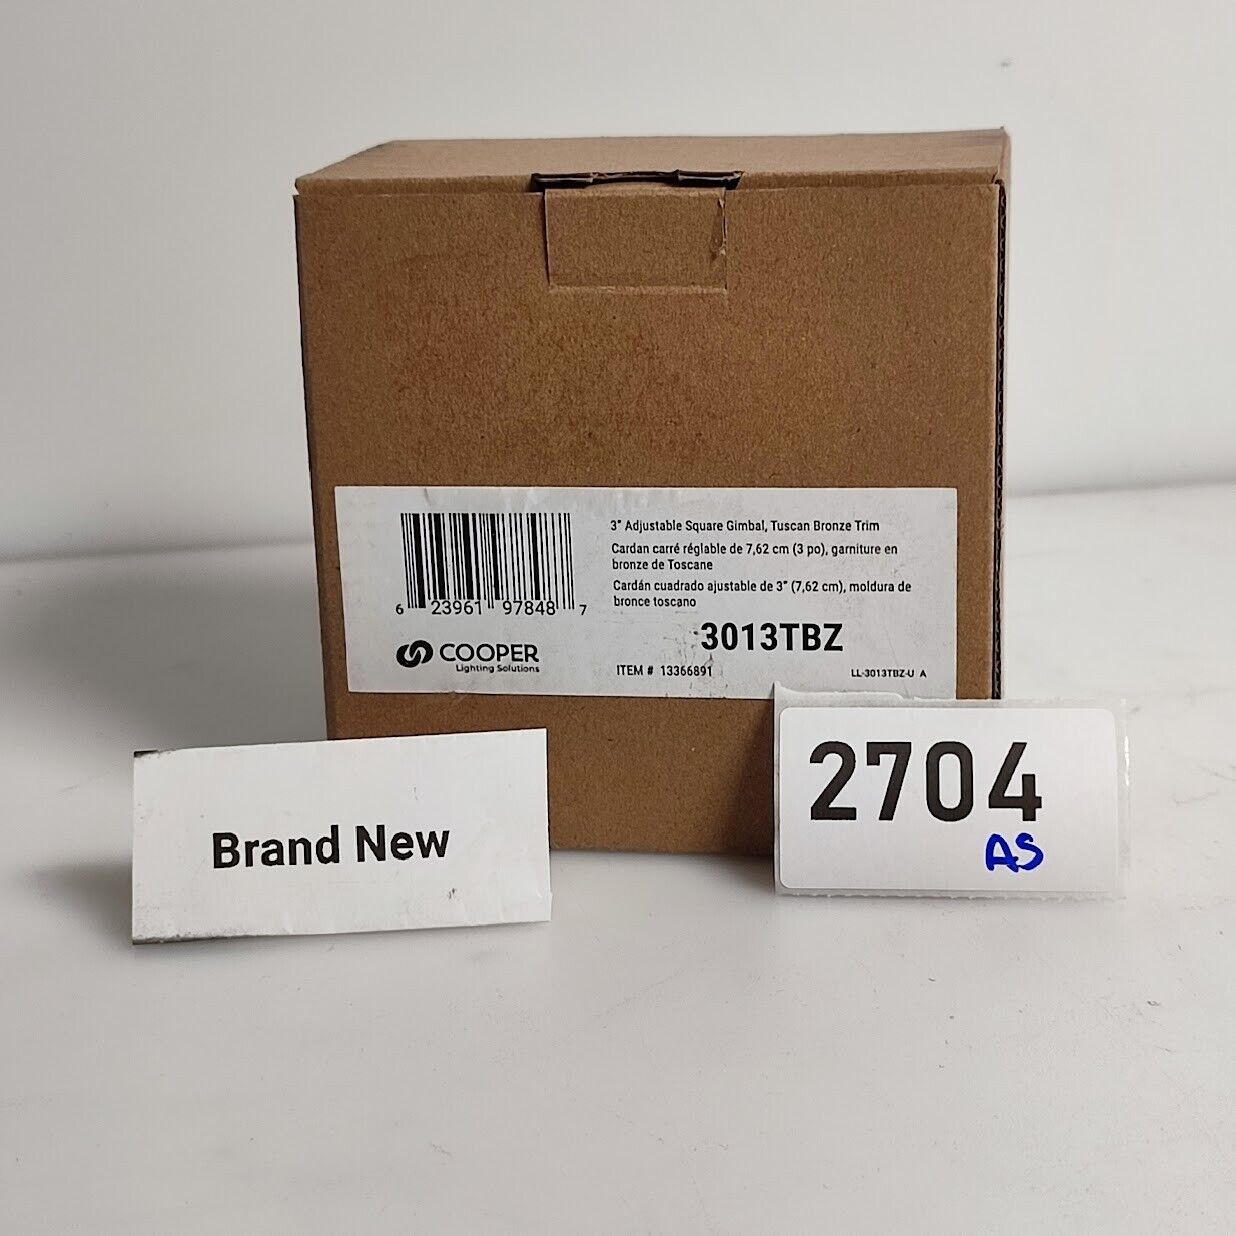 3" Adjustable Square Gimbal, Tuscan Bronze Trim
Cardan carré réglable de 7,62 cm (3 po), garniture en
bronze de Toscane
Cardán cuadrado ajustable de 3" (7,62 cm), moldura de
bronce toscano
6 23961 97848 7
3013TBZ
COOPER
Lighting Solutions
ITEM # 13366891
LL-3013TBZ-U A
Brand New
2704
AS